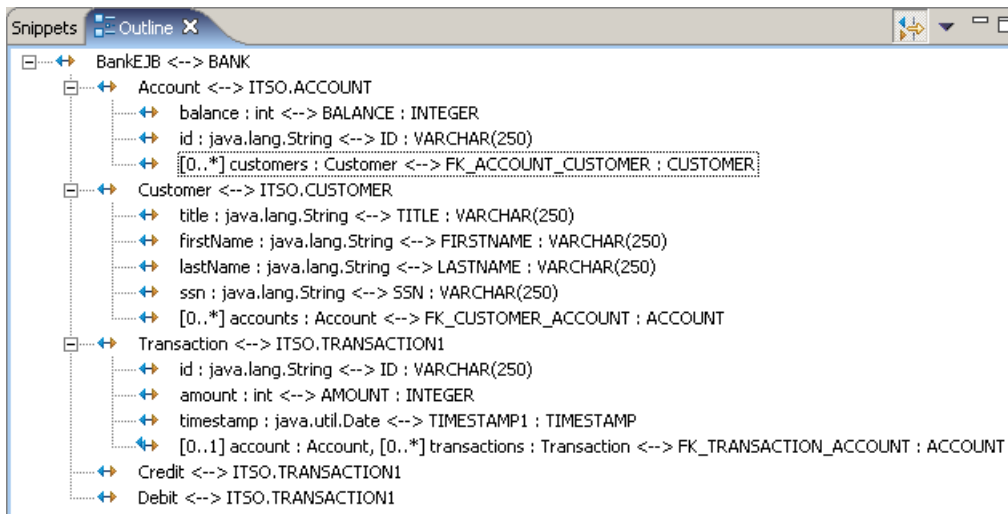 Snippets Outline
BankEJB <--> BANK
Account <--> ITSO.ACCOUNT
balance : int <--> BALANCE : INTEGER
id : java.lang.String <--> ID : VARCHAR(250)
[0..*] customers : Customer <--> FK_ACCOUNT_CUSTOMER : CUSTOMER
Customer <--> ITSO.CUSTOMER
title : java.lang.String <--> TITLE : VARCHAR(250)
firstName : java.lang.String <--> FIRSTNAME : VARCHAR(250)
lastName : java.lang.String <--> LASTNAME : VARCHAR(250)
ssn : java.lang.String <--> SSN : VARCHAR(250)
[0..*] accounts : Account <--> FK_CUSTOMER_ACCOUNT : ACCOUNT
Transaction <--> ITSO.TRANSACTION1
id : java.lang.String <--> ID : VARCHAR(250)
amount : int <--> AMOUNT : INTEGER
timestamp : java.util.Date <--> TIMESTAMP1 : TIMESTAMP
[0..1] account : Account, [0..*] transactions : Transaction <--> FK_TRANSACTION_ACCOUNT : ACCOUNT
Credit <--> ITSO.TRANSACTION1
Debit <--> ITSO.TRANSACTION1